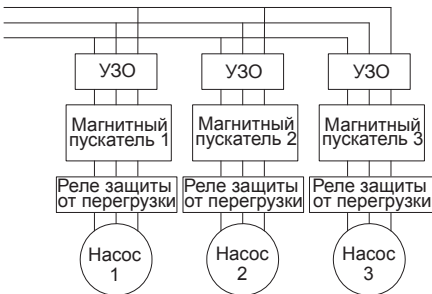 УЗО УЗО УЗО
Магнитный Магнитный Магнитный
пускатель 1 пускатель 2 пускатель 3
Реле защиты Реле защиты Реле защиты
от перегрузки от перегрузки от перегрузки
Насос Насос Насос
1 2 3